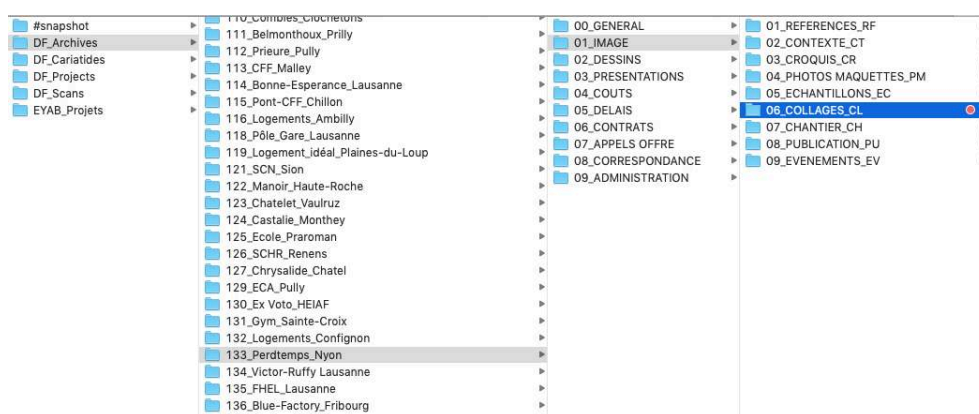 #snapshot
DF_Archives
DF_Cariatides
DF_Projects
DF_Scans
EYAB_Projets
110_Combles_Clochetons
111_Belmonthoux_Prilly
112_Prieure_Pully
113_CFF_Malley
114_Bonne-Esperance_Lausanne
115_Pont-CFF_Chillon
116_Logements_Ambilly
118_Pôle_Gare_Lausanne
119_Logement_idéal_Plaines-du-Loup
121_SCN_Sion
122_Manoir_Haute-Roche
123_Chatelet_Vaulruz
124_Castalie_Monthey
125_Ecole_Praroman
126_SCHR_Renens
127_Chrysalide_Chatel
129_ECA_Pully
130_Ex Voto_HEIAF
131_Gym_Sainte-Croix
132_Logements_Confignon
133_Perdtemps_Nyon
134_Victor-Ruffy Lausanne
135_FHEL_Lausanne
136_Blue-Factory_Fribourg
00_GENERAL
01_IMAGE
02_DESSINS
03_PRESENTATIONS
04_COUTS
05_DELAIS
06_CONTRATS
07_APPELS OFFRE
08_CORRESPONDANCE
09_ADMINISTRATION
01_REFERENCES_RF
02_CONTEXTE_CT
03_CROQUIS_CR
04_PHOTOS MAQUETTES_PM
05_ECHANTILLONS_EC
06_COLLAGES_CL
07_CHANTIER_CH
08_PUBLICATION_PU
09_EVENEMENTS_EV